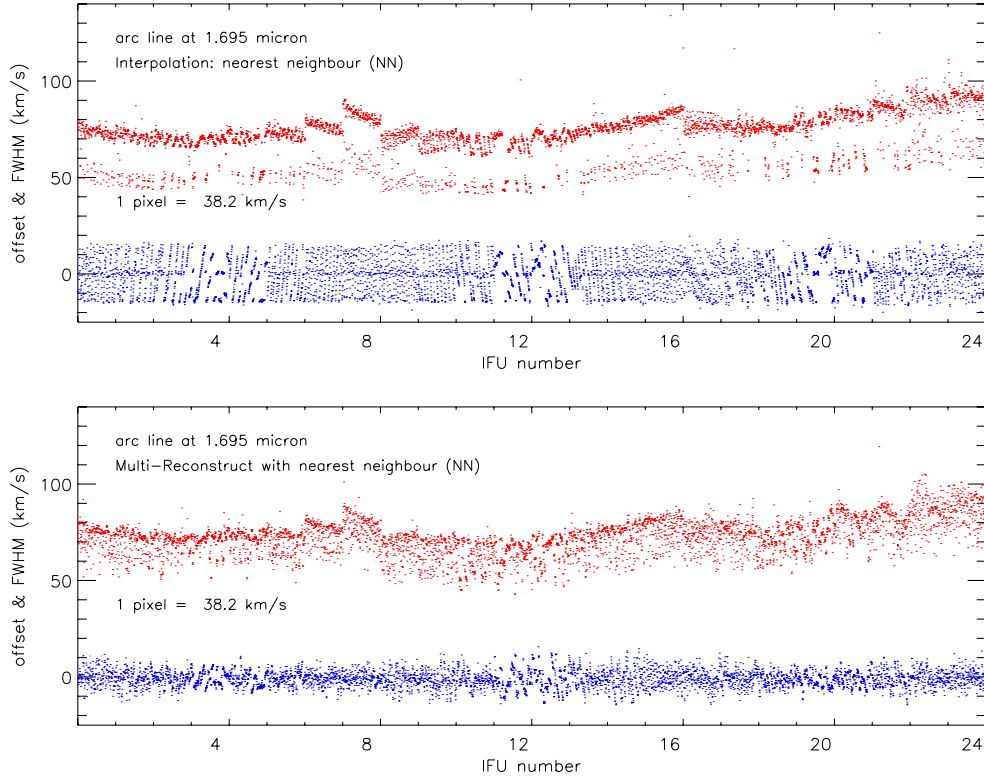 arc line at 1.695 micron
Interpolation: nearest neighbour (NN)
100
50
0
1 pixel =  38.2 km/s
offset & FWHM (km/s)
4 8 12 16 20 24
IFU number
arc line at 1.695 micron
Multi-Reconstruct with nearest neighbour (NN)
100
50
0
1 pixel =  38.2 km/s
offset & FWHM (km/s)
4 8 12 16 20 24
IFU number